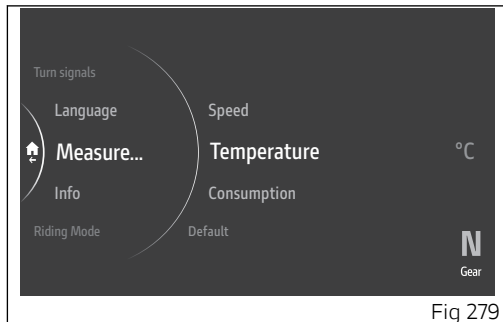 Turn signals
Language
Speed
Measure...
Temperature
°C
Info
Consumption
Riding Mode
Default
N
Gear
Fig 279